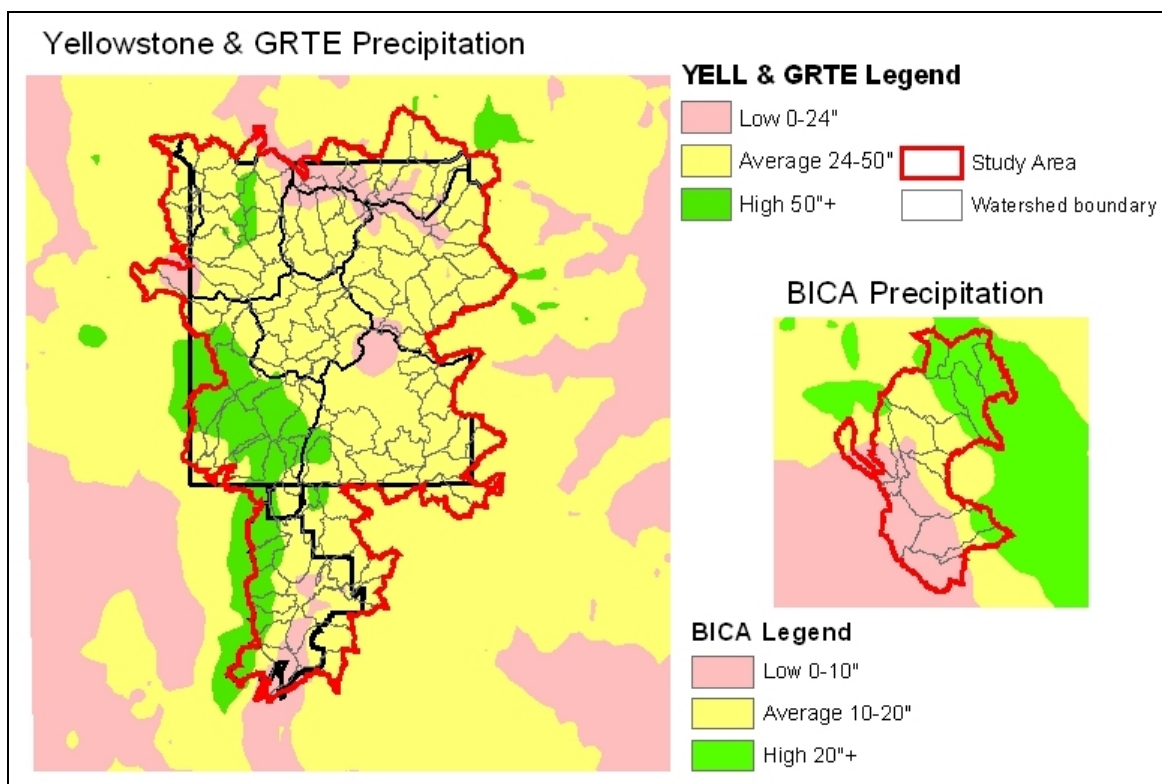 Yellowstone & GRTE Precipitation
YELL & GRTE Legend
Low 0-24"
Average 24-50"
High 50"+
Study Area
Watershed boundary
BICA Precipitation
BICA Legend
Low 0-10"
Average 10-20"
High 20"+